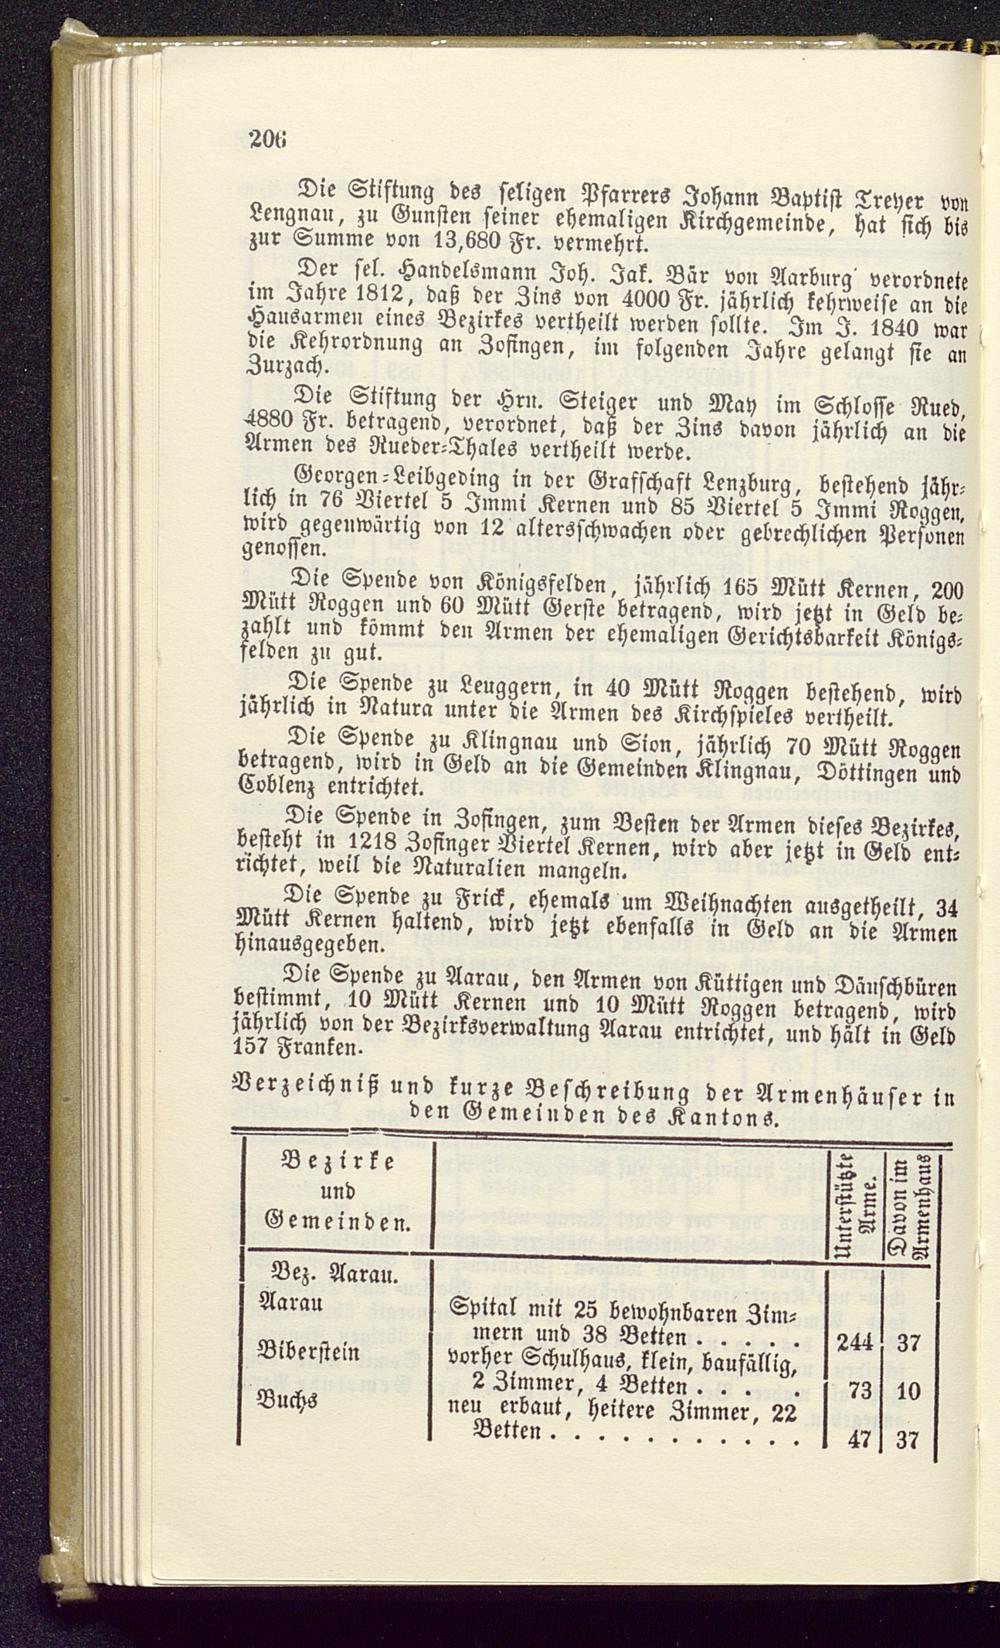 206
Die Stiftung des seligen Pfarrers Johann Baptist Treyer von
Lengnau, zu Gunsten seiner ehemaligen Kirchgemeinde, hat sich bis
zur Summe von 13,680 Fr. vermehrt.
Der sel. Handelsmann Joh. Jak. Bär von Aarburg verordnete
im Jahre 1812, daß der Zins von 4000 Fr. jährlich kehrweise an die
Hausarmen eines Bezirkes vertheilt werden sollte. Im J. 1840 war
die Kehrordnung an Zofingen, im folgenden Jahre gelangt sie an
Zurzach.
Die Stiftung der Hrn. Steiger und May im Schlosse Rued,
4880 Fr. betragend, verordnet, daß der Zins davon jährlich an die
Armen des Rueder-Thales vertheilt werde.
Georgen-Leibgeding in der Grafschaft Lenzburg, bestehend jähr-
lich in 76 Viertel 5 Immi Kernen und 85 Viertel 5 Immi Roggen,
wird gegenwärtig von 12 altersschwachen oder gebrechlichen Personen
genossen.
Die Spende von Königsfelden, jährlich 165 Mütt Kernen, 200
Mütt Roggen und 60 Mütt Gerste betragend, wird jetzt in Geld be-
zahlt und kömmt den Armen der ehemaligen Gerichtsbarkeit Königs-
felden zu gut.
Die Spende zu Leuggern, in 40 Mütt Roggen bestehend, wird
jährlich in Natura unter die Armen des Kirchspieles vertheilt.
Die Spende zu Klingnau und Sion, jährlich 70 Mütt Roggen
betragend, wird in Geld an die Gemeinden Klingnau, Döttingen und
Coblenz entrichtet.
Die Spende in Zofingen, zum Besten der Armen dieses Bezirkes,
besteht in 1218 Zofinger Viertel Kernen, wird aber jetzt in Geld ent-
richtet, weil die Naturalien mangeln.
Die Spende zu Frick, ehemals um Weihnachten ausgetheilt, 34
Mütt Kernen haltend, wird jetzt ebenfalls in Geld an die Armen
hinausgegeben.
Die Spende zu Aarau, den Armen von Küttigen und Dänschbüren
bestimmt, 10 Mütt Kernen und 10 Mütt Roggen betragend, wird
jährlich von der Bezirksverwaltung Aarau entrichtet, und hält in Geld
157 Franken.
Verzeichniß und kurze Beschreibung der Armenhäuser in
den Gemeinden des Kantons.
Bezirke
und
Gemeinden.
Unterstützte
Arme.
Davon im
Armenhaus
Bez. Aarau.
Aarau
Spital mit 25 bewohnbaren Zim-
mern und 38 Betten . . . . . 244 37
Biberstein
vorher Schulhaus, klein, baufällig,
2 Zimmer, 4 Betten . . . . . 73 10
Buchs
neu erbaut, heitere Zimmer, 22
Betten . . . . . . . . . . . 47 37